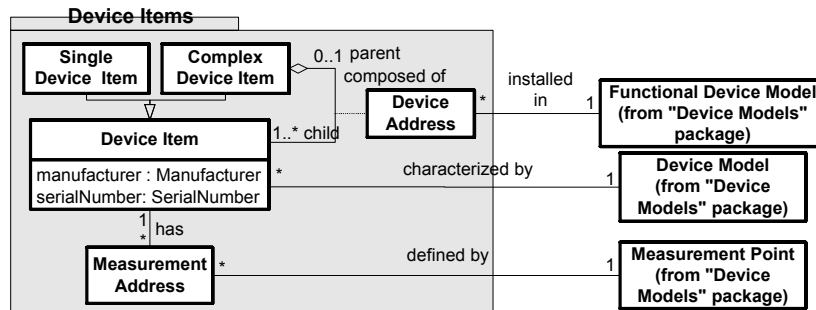 Device Items
Single
Device Item
Complex
Device Item
0..1 parent
composed of
installed
in
Device
Address
*
1
Functional Device Model
(from "Device Models"
package)
Device Item
1..* child
manufacturer : Manufacturer
serialNumber: SerialNumber
*
characterized by
1
Device Model
(from "Device
Models" package)
1
has
*
Measurement
Address
*
defined by
1
Measurement Point
(from "Device
Models" package)